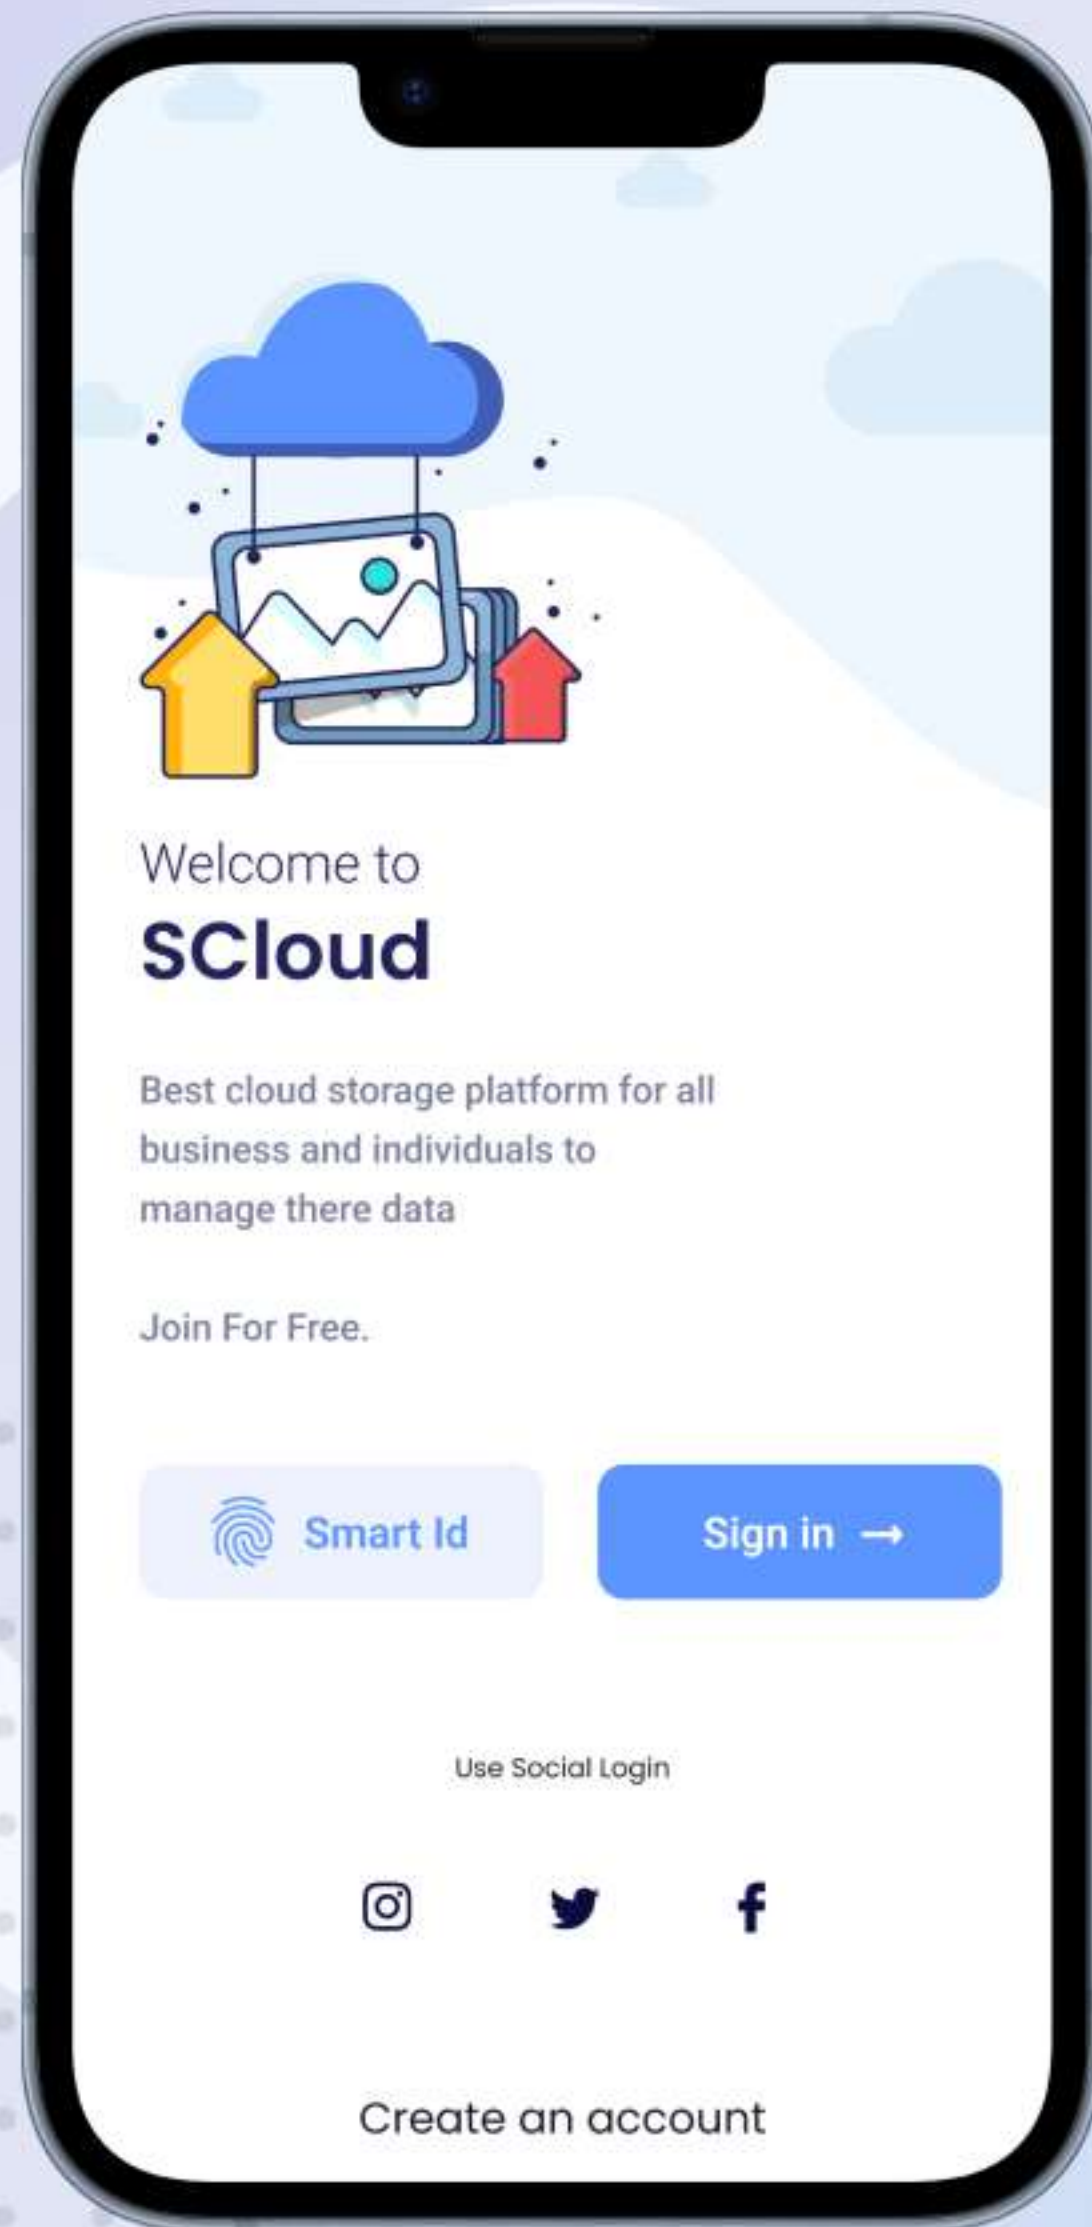 Welcome to
SCloud
Best cloud storage platform for all
business and individuals to
manage there data
Join For Free.
Smart Id
Sign in →
Use Social Login
Create an account